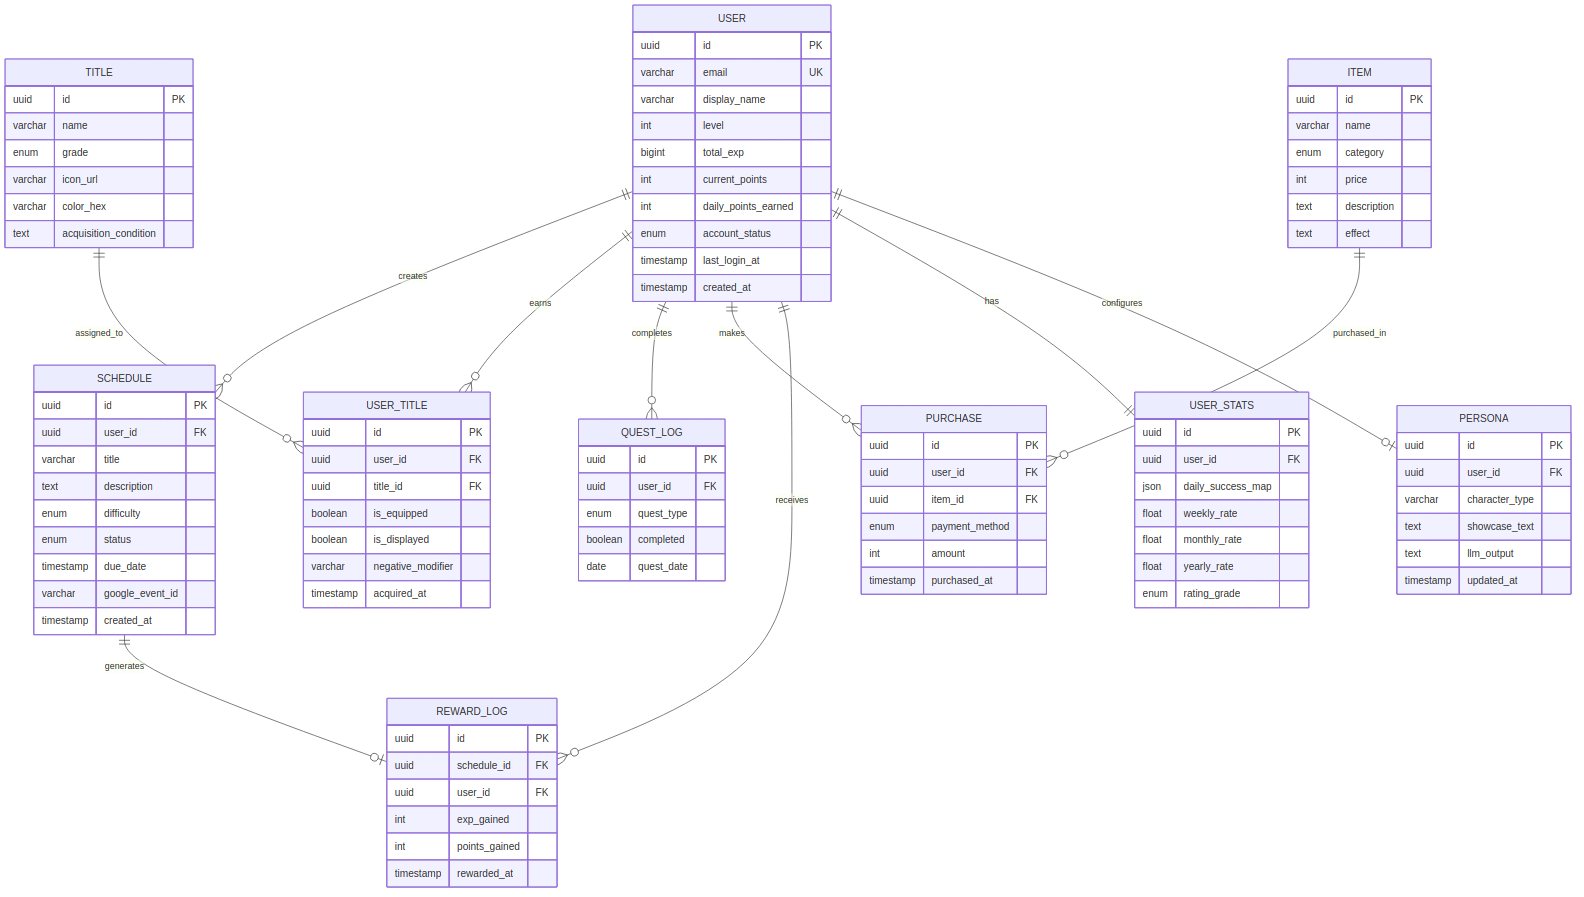 USER
uuid id PK
varchar email UK
varchar display_name
int level
bigint total_exp
int current_points
int daily_points_earned
enum account_status
timestamp last_login_at
timestamp created_at
TITLE
uuid id PK
varchar name
enum grade
varchar icon_url
varchar color_hex
text acquisition_condition
ITEM
uuid id PK
varchar name
enum category
int price
text description
text effect
creates
earns
has
configures
assigned_to
completes
makes
purchased_in
SCHEDULE
uuid id PK
uuid user_id FK
varchar title
text description
enum difficulty
enum status
timestamp due_date
varchar google_event_id
timestamp created_at
USER_TITLE
uuid id PK
uuid user_id FK
uuid title_id FK
boolean is_equipped
boolean is_displayed
varchar negative_modifier
timestamp acquired_at
QUEST_LOG
uuid id PK
uuid user_id FK
enum quest_type
boolean completed
date quest_date
receives
PURCHASE
uuid id PK
uuid user_id FK
uuid item_id FK
enum payment_method
int amount
timestamp purchased_at
USER_STATS
uuid id PK
uuid user_id FK
json daily_success_map
float weekly_rate
float monthly_rate
float yearly_rate
enum rating_grade
PERSONA
uuid id PK
uuid user_id FK
varchar character_type
text showcase_text
text llm_output
timestamp updated_at
generates
REWARD_LOG
uuid id PK
uuid schedule_id FK
uuid user_id FK
int exp_gained
int points_gained
timestamp rewarded_at